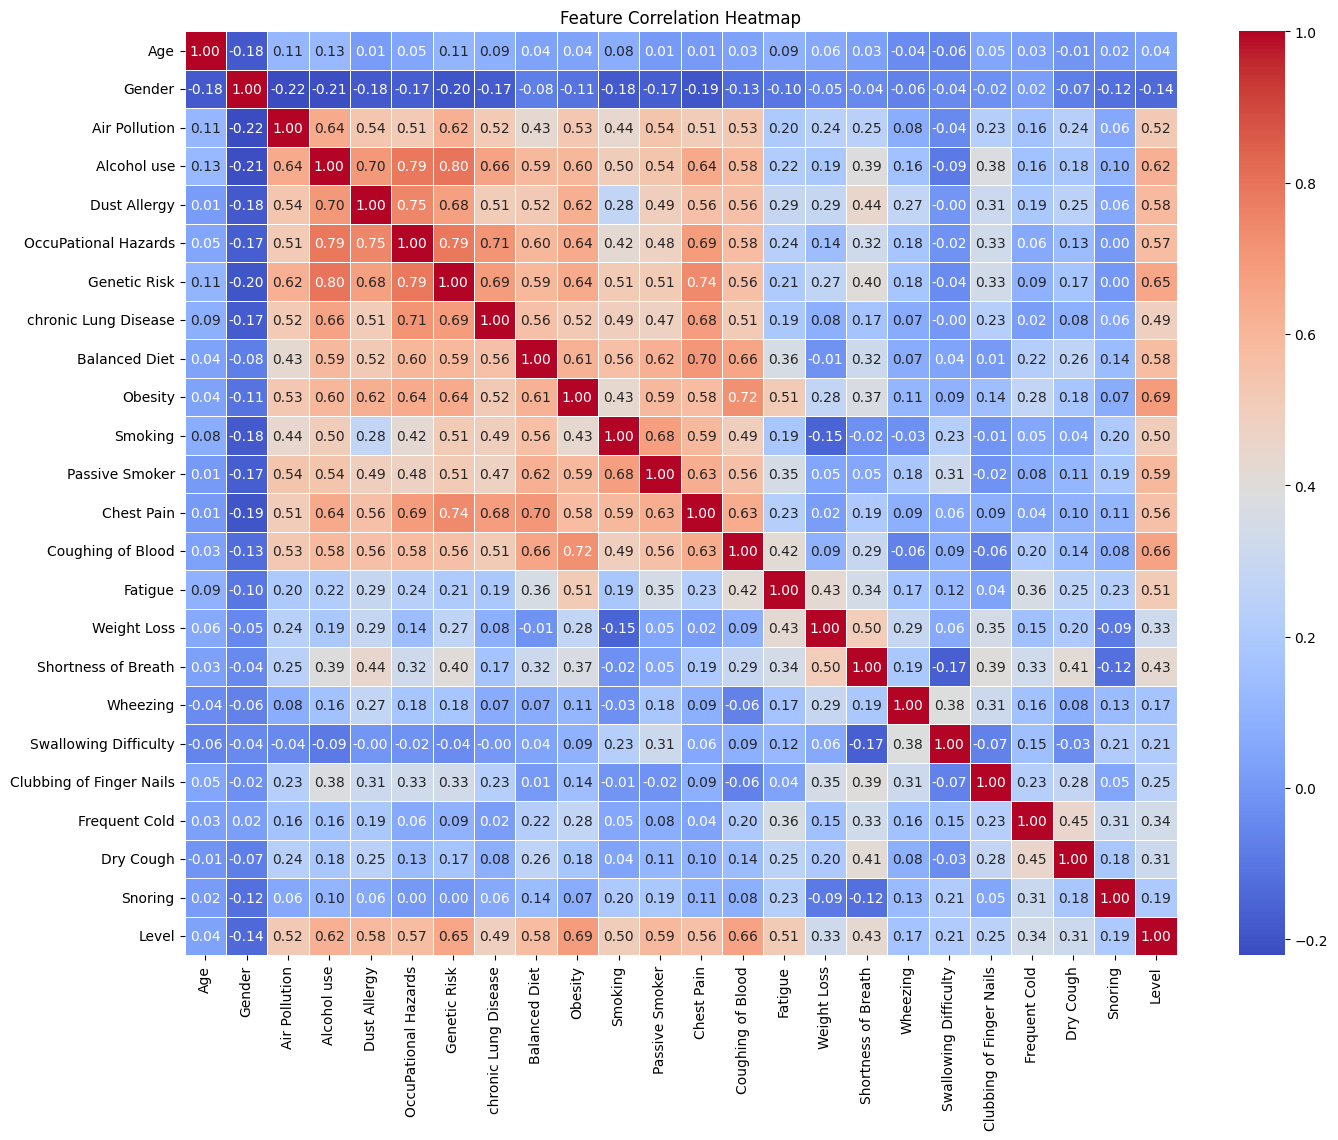 Feature Correlation Heatmap
Age 1.00 -0.18 0.11 0.13 0.01 0.05 0.11 0.09 0.04 0.04 0.08 0.01 0.01 0.03 0.09 0.06 0.03 -0.04 -0.06 0.05 0.03 -0.01 0.02 0.04
Gender -0.18 1.00 -0.22 -0.21 -0.18 -0.17 -0.20 -0.17 -0.08 -0.11 -0.18 -0.17 -0.19 -0.13 -0.10 -0.05 -0.04 -0.06 -0.04 -0.02 0.02 -0.07 -0.12 -0.14
Air Pollution 0.11 -0.22 1.00 0.64 0.54 0.51 0.62 0.52 0.43 0.53 0.44 0.54 0.51 0.53 0.20 0.24 0.25 0.08 -0.04 0.23 0.16 0.24 0.06 0.52
Alcohol use 0.13 -0.21 0.64 1.00 0.70 0.79 0.80 0.66 0.59 0.60 0.50 0.54 0.64 0.58 0.22 0.19 0.39 0.16 -0.09 0.38 0.16 0.18 0.10 0.62
Dust Allergy 0.01 -0.18 0.54 0.70 1.00 0.75 0.68 0.51 0.52 0.62 0.28 0.49 0.56 0.56 0.29 0.29 0.44 0.27 -0.00 0.31 0.19 0.25 0.06 0.58
OccuPational Hazards 0.05 -0.17 0.51 0.79 0.75 1.00 0.79 0.71 0.60 0.64 0.42 0.48 0.69 0.58 0.24 0.14 0.32 0.18 -0.02 0.33 0.06 0.13 0.00 0.57
Genetic Risk 0.11 -0.20 0.62 0.80 0.68 0.79 1.00 0.69 0.59 0.64 0.51 0.51 0.74 0.56 0.21 0.27 0.40 0.18 -0.04 0.33 0.09 0.17 0.00 0.65
chronic Lung Disease 0.09 -0.17 0.52 0.66 0.51 0.71 0.69 1.00 0.56 0.52 0.49 0.47 0.68 0.51 0.19 0.08 0.17 0.07 -0.00 0.23 0.02 0.08 0.06 0.49
Balanced Diet 0.04 -0.08 0.43 0.59 0.52 0.60 0.59 0.56 1.00 0.61 0.56 0.62 0.70 0.66 0.36 -0.01 0.32 0.07 0.04 0.01 0.22 0.26 0.14 0.58
Obesity 0.04 -0.11 0.53 0.60 0.62 0.64 0.64 0.52 0.61 1.00 0.43 0.59 0.58 0.72 0.51 0.28 0.37 0.11 0.09 0.14 0.28 0.18 0.07 0.69
Smoking 0.08 -0.18 0.44 0.50 0.28 0.42 0.51 0.49 0.56 0.43 1.00 0.68 0.59 0.49 0.19 -0.15 -0.02 -0.03 0.23 -0.01 0.05 0.04 0.20 0.50
Passive Smoker 0.01 -0.17 0.54 0.54 0.49 0.48 0.51 0.47 0.62 0.59 0.68 1.00 0.63 0.56 0.35 0.05 0.05 0.18 0.31 -0.02 0.08 0.11 0.19 0.59
Chest Pain 0.01 -0.19 0.51 0.64 0.56 0.69 0.74 0.68 0.70 0.58 0.59 0.63 1.00 0.63 0.23 0.02 0.19 0.09 0.06 0.09 0.04 0.10 0.11 0.56
Coughing of Blood 0.03 -0.13 0.53 0.58 0.56 0.58 0.56 0.51 0.66 0.72 0.49 0.56 0.63 1.00 0.42 0.09 0.29 -0.06 0.09 -0.06 0.20 0.14 0.08 0.66
Fatigue 0.09 -0.10 0.20 0.22 0.29 0.24 0.21 0.19 0.36 0.51 0.19 0.35 0.23 0.42 1.00 0.43 0.34 0.17 0.12 0.04 0.36 0.25 0.23 0.51
Weight Loss 0.06 -0.05 0.24 0.19 0.29 0.14 0.27 0.08 -0.01 0.28 -0.15 0.05 0.02 0.09 0.43 1.00 0.50 0.29 0.06 0.35 0.15 0.20 -0.09 0.33
Shortness of Breath 0.03 -0.04 0.25 0.39 0.44 0.32 0.40 0.17 0.32 0.37 -0.02 0.05 0.19 0.29 0.34 0.50 1.00 0.19 -0.17 0.39 0.33 0.41 -0.12 0.43
Wheezing -0.04 -0.06 0.08 0.16 0.27 0.18 0.18 0.07 0.07 0.11 -0.03 0.18 0.09 -0.06 0.17 0.29 0.19 1.00 0.38 0.31 0.16 0.08 0.13 0.17
Swallowing Difficulty -0.06 -0.04 -0.04 -0.09 -0.00 -0.02 -0.04 -0.00 0.04 0.09 0.23 0.31 0.06 0.09 0.12 0.06 -0.17 0.38 1.00 -0.07 0.15 -0.03 0.21 0.21
Clubbing of Finger Nails 0.05 -0.02 0.23 0.38 0.31 0.33 0.33 0.23 0.01 0.14 -0.01 -0.02 0.09 -0.06 0.04 0.35 0.39 0.31 -0.07 1.00 0.23 0.28 0.05 0.25
Frequent Cold 0.03 0.02 0.16 0.16 0.19 0.06 0.09 0.02 0.22 0.28 0.05 0.08 0.04 0.20 0.36 0.15 0.33 0.16 0.15 0.23 1.00 0.45 0.31 0.34
Dry Cough -0.01 -0.07 0.24 0.18 0.25 0.13 0.17 0.08 0.26 0.18 0.04 0.11 0.10 0.14 0.25 0.20 0.41 0.08 -0.03 0.28 0.45 1.00 0.18 0.31
Snoring 0.02 -0.12 0.06 0.10 0.06 0.00 0.00 0.06 0.14 0.07 0.20 0.19 0.11 0.08 0.23 -0.09 -0.12 0.13 0.21 0.05 0.31 0.18 1.00 0.19
Level 0.04 -0.14 0.52 0.62 0.58 0.57 0.65 0.49 0.58 0.69 0.50 0.59 0.56 0.66 0.51 0.33 0.43 0.17 0.21 0.25 0.34 0.31 0.19 1.00
Age
Gender
Air Pollution
Alcohol use
Dust Allergy
OccuPational Hazards
Genetic Risk
chronic Lung Disease
Balanced Diet
Obesity
Smoking
Passive Smoker
Chest Pain
Coughing of Blood
Fatigue
Weight Loss
Shortness of Breath
Wheezing
Swallowing Difficulty
Clubbing of Finger Nails
Frequent Cold
Dry Cough
Snoring
Level
1.0
0.8
0.6
0.4
0.2
0.0
−0.2